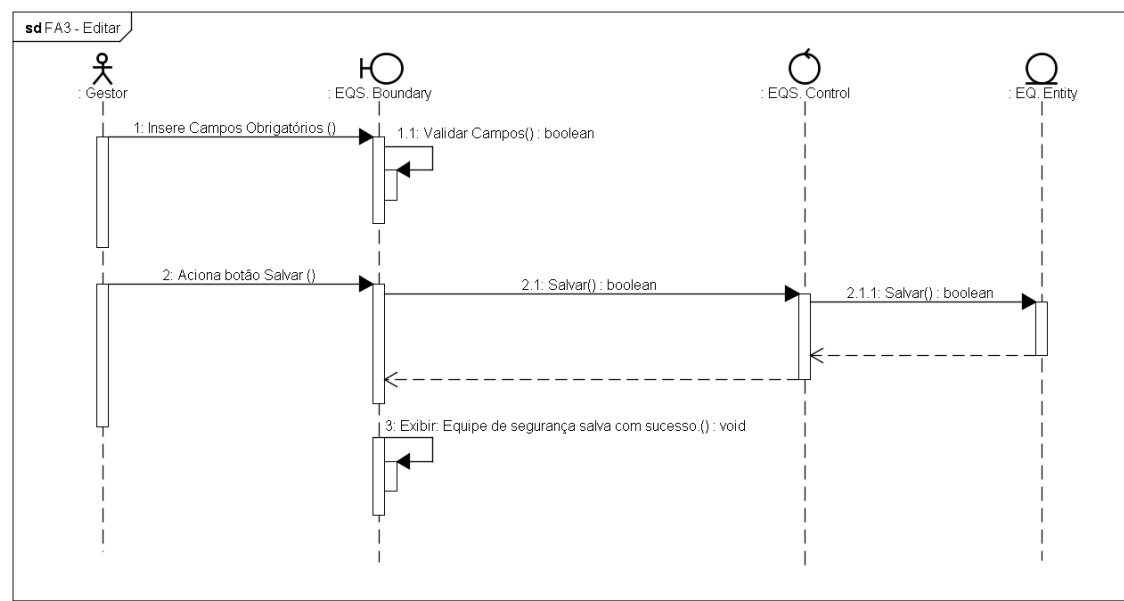 sd FA3 - Editar
: Gestor
: EQS. Boundary
: EQS. Control
: EQ. Entity
1: Insere Campos Obrigatórios ()
1.1: Validar Campos() : boolean
2: Aciona botão Salvar ()
2.1: Salvar() : boolean
2.1.1: Salvar() : boolean
3: Exibir: Equipe de segurança salva com sucesso.() : void